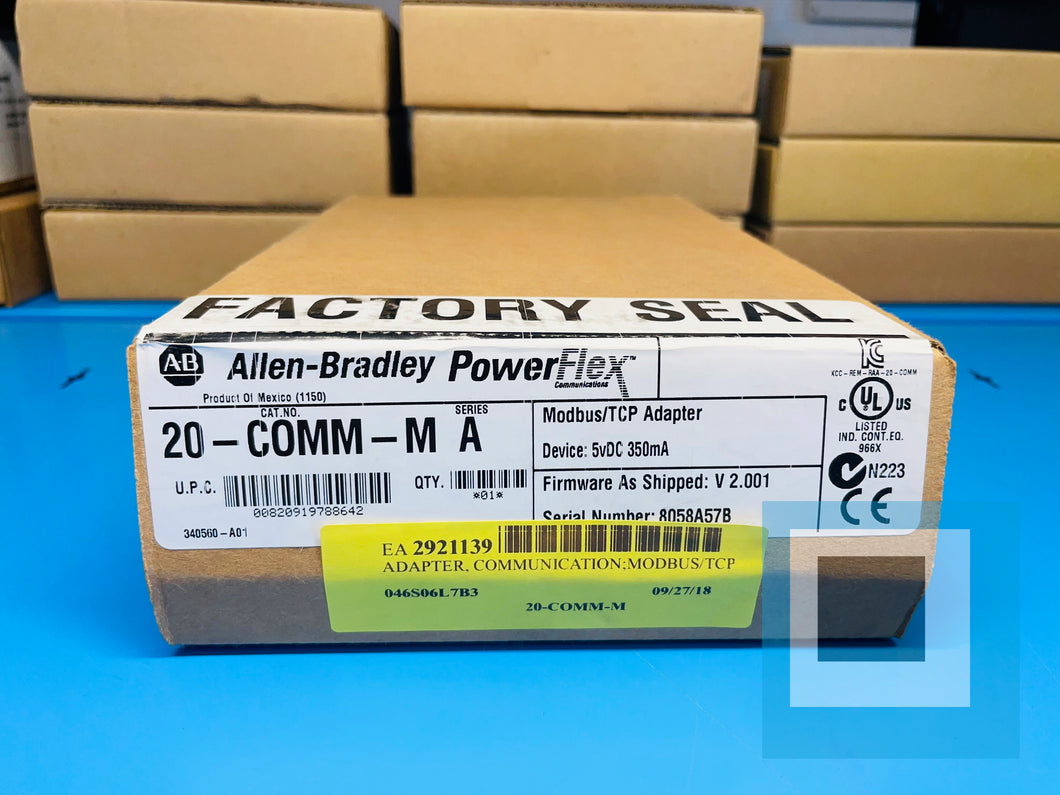 FACTORY SEAL
A-B Allen-Bradley PowerFlex™
Communications
KCC-REM-RAA-20-COMM
Product Of Mexico (1150)
CAT.NO. SERIES
20-COMM-M A
Modbus/TCP Adapter
Device: 5vDC 350mA
C UL US
LISTED
IND. CONT.EQ.
966X
N223
CE
U.P.C.
00820919788642
QTY.
*01*
Firmware As Shipped: V 2.001
Serial Number: 8058A57B
340560-A01
EA 2921139
ADAPTER, COMMUNICATION:MODBUS/TCP
046S06L7B3 09/27/18
20-COMM-M